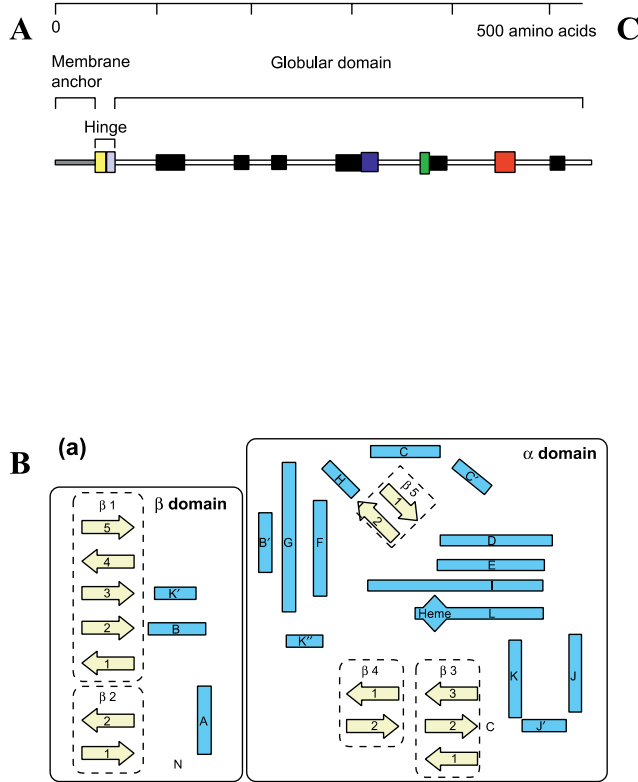 A
C
0
500 amino acids
Membrane
anchor
Globular domain
Hinge
B
(a)
α domain
β domain
β 1
5
4
3
2
1
K′
B
β 2
2
1
A
N
C
H
C′
β 5
1
2
B′
G
F
D
E
I
Heme
L
K″
β 4
1
2
β 3
3
2
1
C
K
J
J′